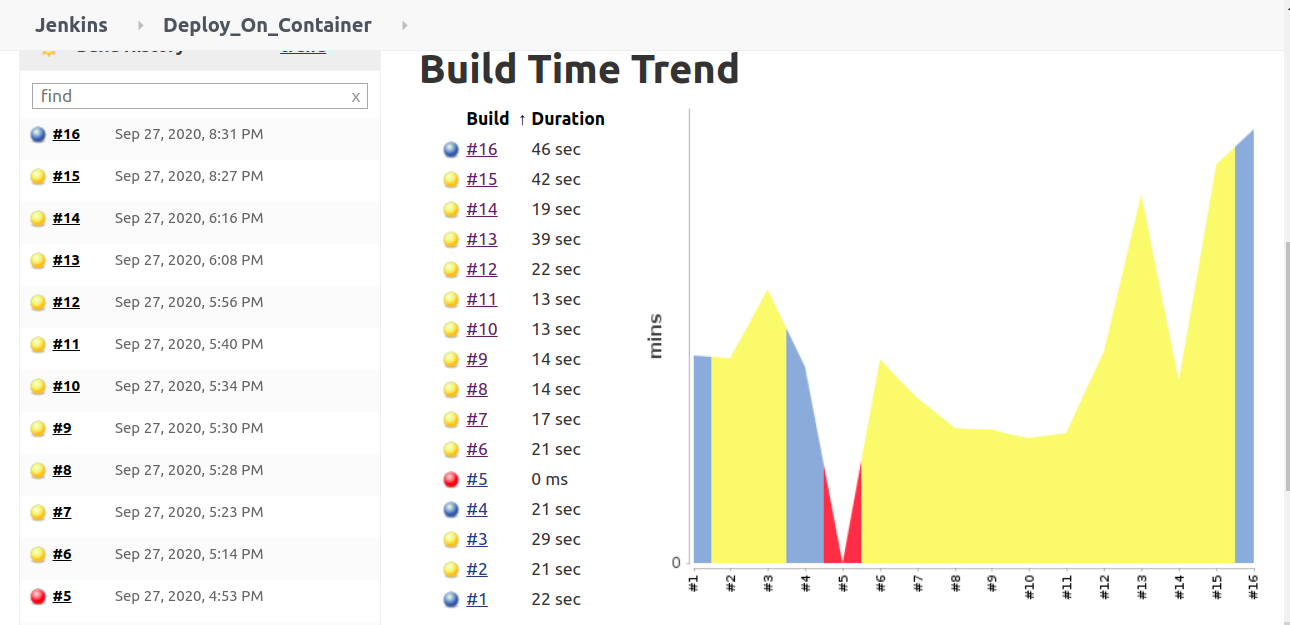 Jenkins Deploy_On_Container
Build History trend
find x
#16 Sep 27, 2020, 8:31 PM
#15 Sep 27, 2020, 8:27 PM
#14 Sep 27, 2020, 6:16 PM
#13 Sep 27, 2020, 6:08 PM
#12 Sep 27, 2020, 5:56 PM
#11 Sep 27, 2020, 5:40 PM
#10 Sep 27, 2020, 5:34 PM
#9 Sep 27, 2020, 5:30 PM
#8 Sep 27, 2020, 5:28 PM
#7 Sep 27, 2020, 5:23 PM
#6 Sep 27, 2020, 5:14 PM
#5 Sep 27, 2020, 4:53 PM
Build Time Trend
Build ↑ Duration
#16 46 sec
#15 42 sec
#14 19 sec
#13 39 sec
#12 22 sec
#11 13 sec
#10 13 sec
#9 14 sec
#8 14 sec
#7 17 sec
#6 21 sec
#5 0 ms
#4 21 sec
#3 29 sec
#2 21 sec
#1 22 sec
mins
0
#1 #2 #3 #4 #5 #6 #7 #8 #9 #10 #11 #12 #13 #14 #15 #16